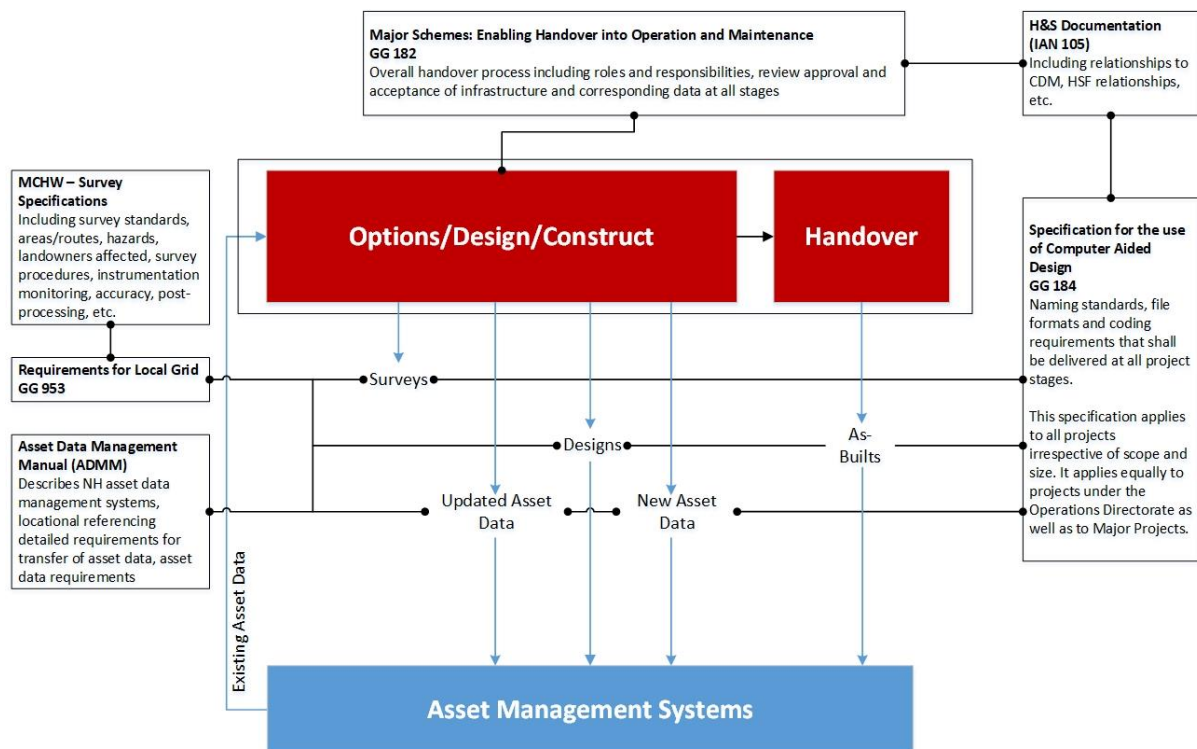 Major Schemes: Enabling Handover into Operation and Maintenance
GG 182
Overall handover process including roles and responsibilities, review approval and
acceptance of infrastructure and corresponding data at all stages
H&S Documentation
(IAN 105)
Including relationships to
CDM, HSF relationships,
etc.
MCHW – Survey
Specifications
Including survey standards,
areas/routes, hazards,
landowners affected, survey
procedures, instrumentation
monitoring, accuracy, post-
processing, etc.
Options/Design/Construct
Handover
Specification for the use
of Computer Aided
Design
GG 184
Naming standards, file
formats and coding
requirements that shall
be delivered at all project
stages.
This specification applies
to all projects
irrespective of scope and
size. It applies equally to
projects under the
Operations Directorate as
well as to Major Projects.
Requirements for Local Grid
GG 953
Surveys
Asset Data Management
Manual (ADMM)
Describes NH asset data
management systems,
locational referencing
detailed requirements for
transfer of asset data, asset
data requirements
Designs
As-
Builts
Updated Asset
Data
New Asset
Data
Existing Asset Data
Asset Management Systems